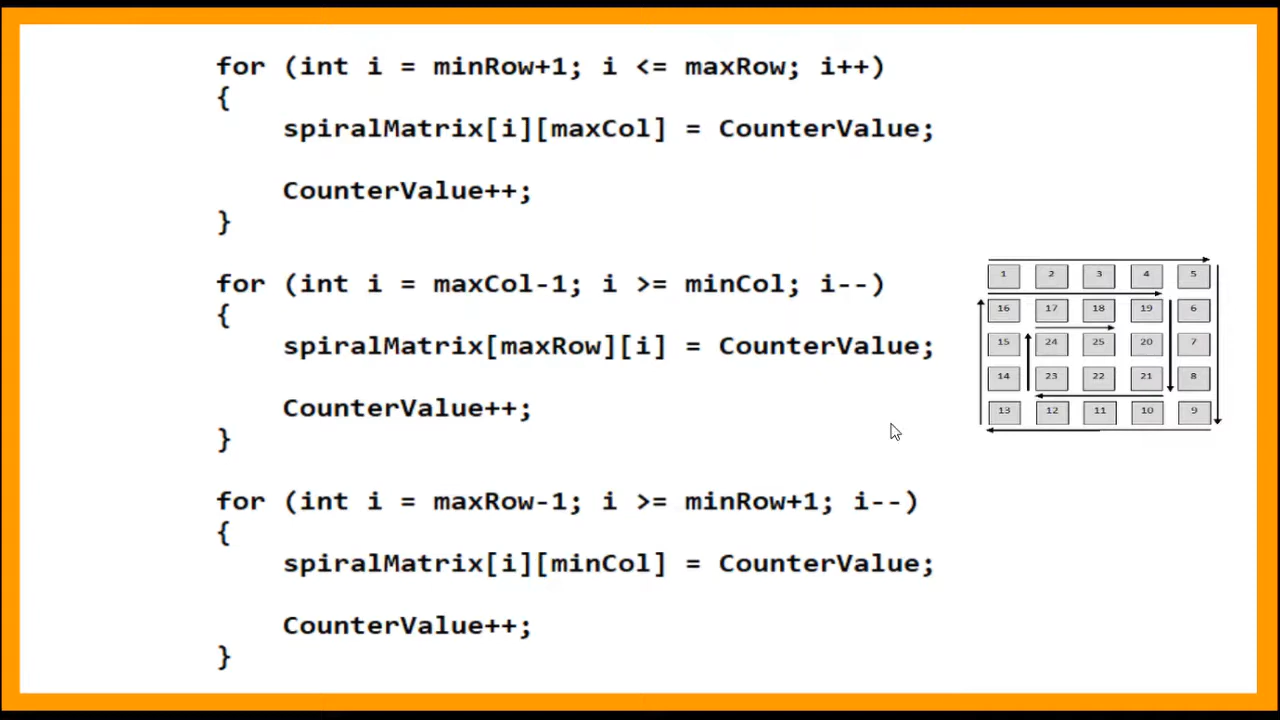 for (int i = minRow+1; i <= maxRow; i++)
{
spiralMatrix[i][maxCol] = CounterValue;
CounterValue++;
}
for (int i = maxCol-1; i >= minCol; i--)
{
spiralMatrix[maxRow][i] = CounterValue;
CounterValue++;
}
for (int i = maxRow-1; i >= minRow+1; i--)
{
spiralMatrix[i][minCol] = CounterValue;
CounterValue++;
}
1 2 3 4 5
16 17 18 19 6
15 24 25 20 7
14 23 22 21 8
13 12 11 10 9